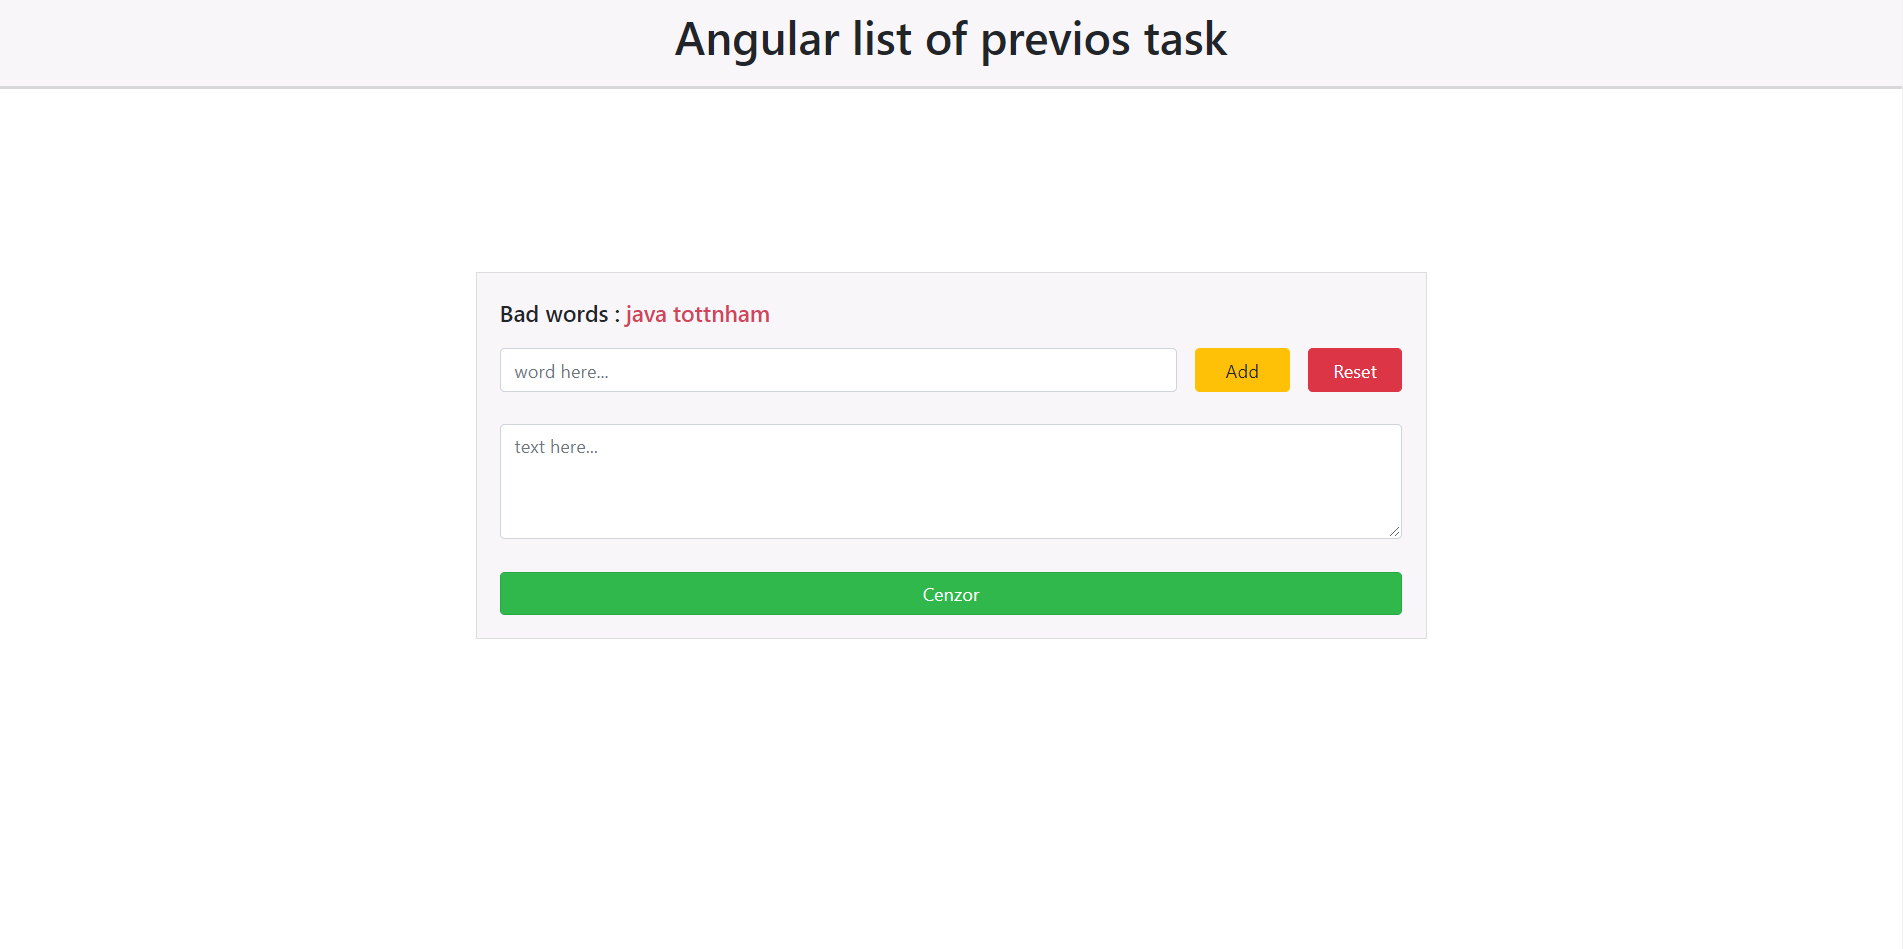 Angular list of previos task
Bad words : java tottnham
word here...
Add
Reset
text here...
Cenzor